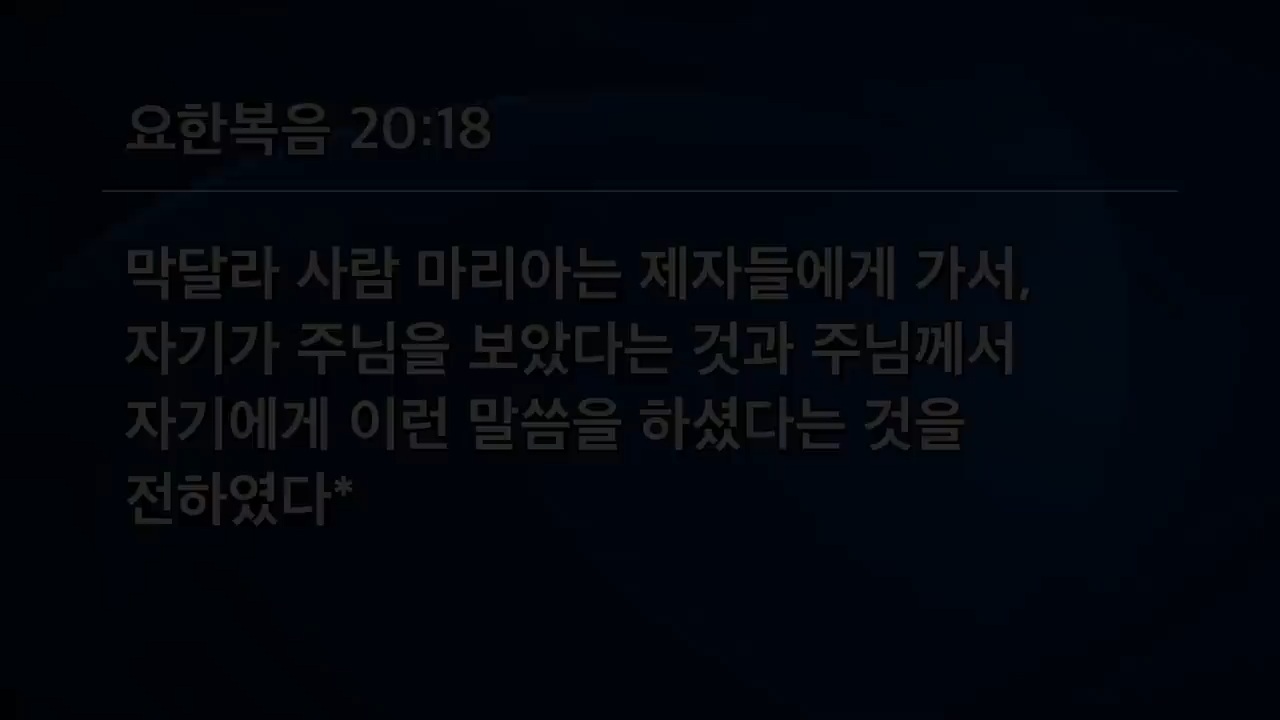 요한복음 20:18
막달라 사람 마리아는 제자들에게 가서,
자기가 주님을 보았다는 것과 주님께서
자기에게 이런 말씀을 하셨다는 것을
전하였다*